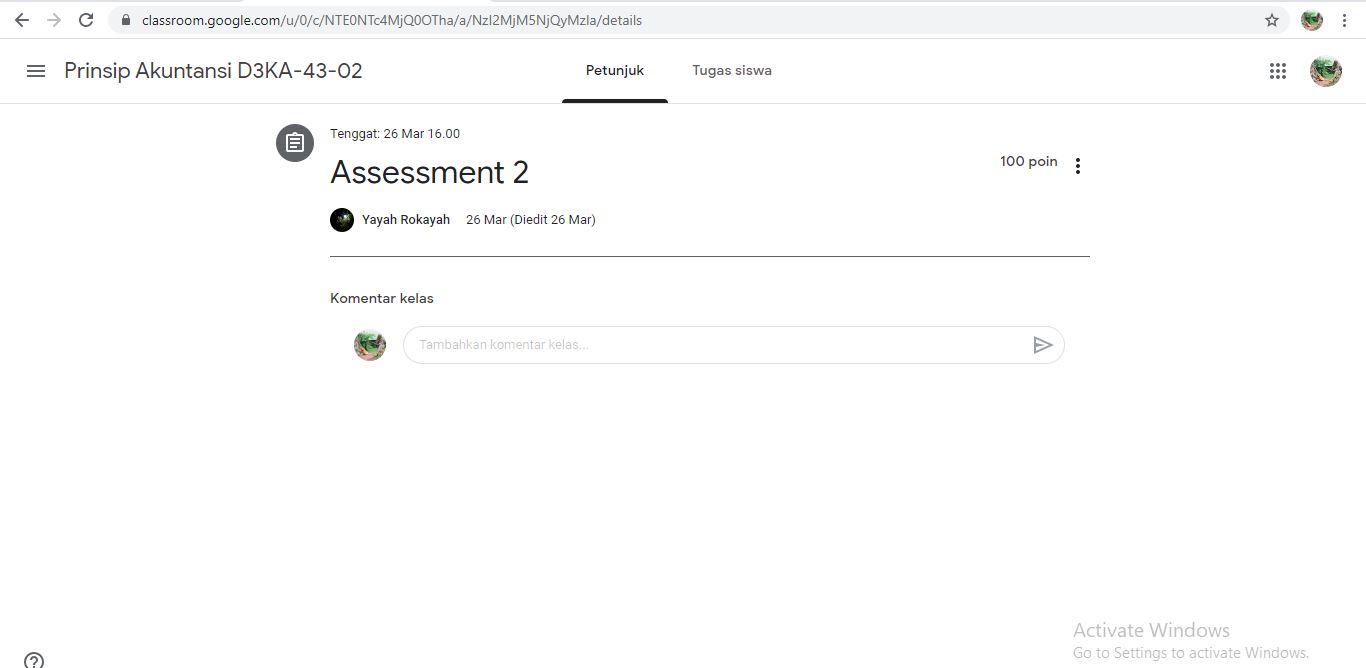 classroom.google.com/u/0/c/NTE0NTc4MjQ0OTha/a/NzI2MjM5NjQyMzla/details
Prinsip Akuntansi D3KA-43-02
Petunjuk
Tugas siswa
Tenggat: 26 Mar 16.00
Assessment 2
100 poin
Yayah Rokayah 26 Mar (Diedit 26 Mar)
Komentar kelas
Tambahkan komentar kelas...
Activate Windows
Go to Settings to activate Windows.